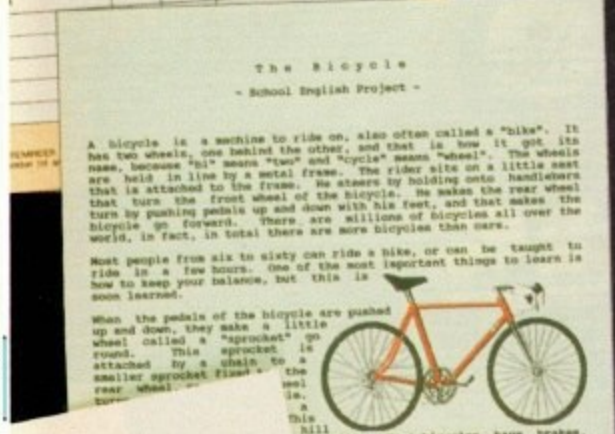 The Bicycle
- School English Project -
A bicycle is a machine to ride on, also often called a "bike". It
has two wheels, one behind the other, and that is how it got its
name, because "bi" means "two" and "cycle" means "wheel". The wheels
are held in line by a metal frame. The rider sits on a little seat
that is attached to the frame. He steers by holding onto handlebars
that turn the front wheel of the bicycle. He makes the rear wheel
turn by pushing pedals up and down with his feet, and that makes the
bicycle go forward. There are millions of bicycles all over the
world, in fact, in total there are more bicycles than cars.
Most people from six to sixty can ride a bike, or can be taught to
ride in a few hours. One of the most important things to learn is
how to keep your balance, but this is
soon learned.
When the pedals of the bicycle are pushed
up and down, they make a little
wheel called a "sprocket" go
round. This sprocket is
attached by a chain to a
smaller sprocket fixed the
rear wheel.
a
This
hill
brakes
REMINDER